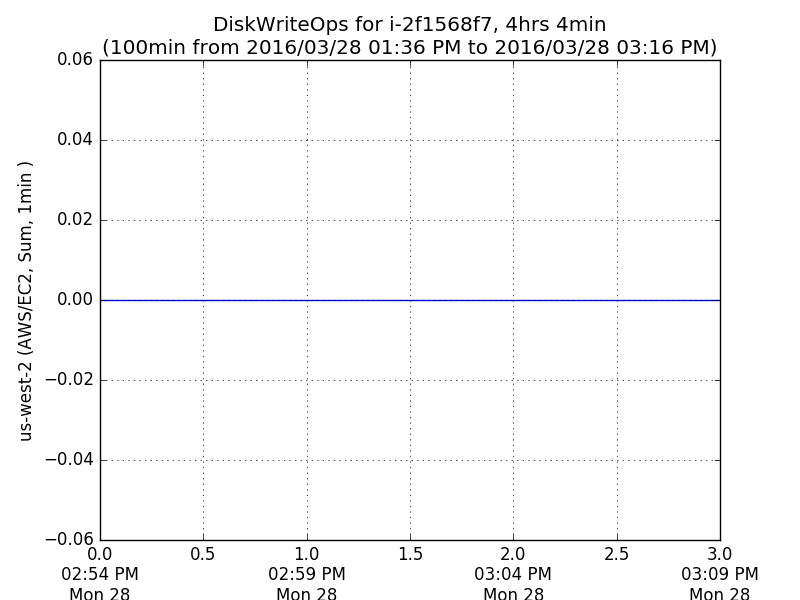 DiskWriteOps for i-2f1568f7, 4hrs 4min
(100min from 2016/03/28 01:36 PM to 2016/03/28 03:16 PM)
us-west-2 (AWS/EC2, Sum, 1min )
0.06
0.04
0.02
0.00
−0.02
−0.04
−0.06
0.0 0.5 1.0 1.5 2.0 2.5 3.0
02:54 PM 02:59 PM 03:04 PM 03:09 PM
Mon 28 Mon 28 Mon 28 Mon 28